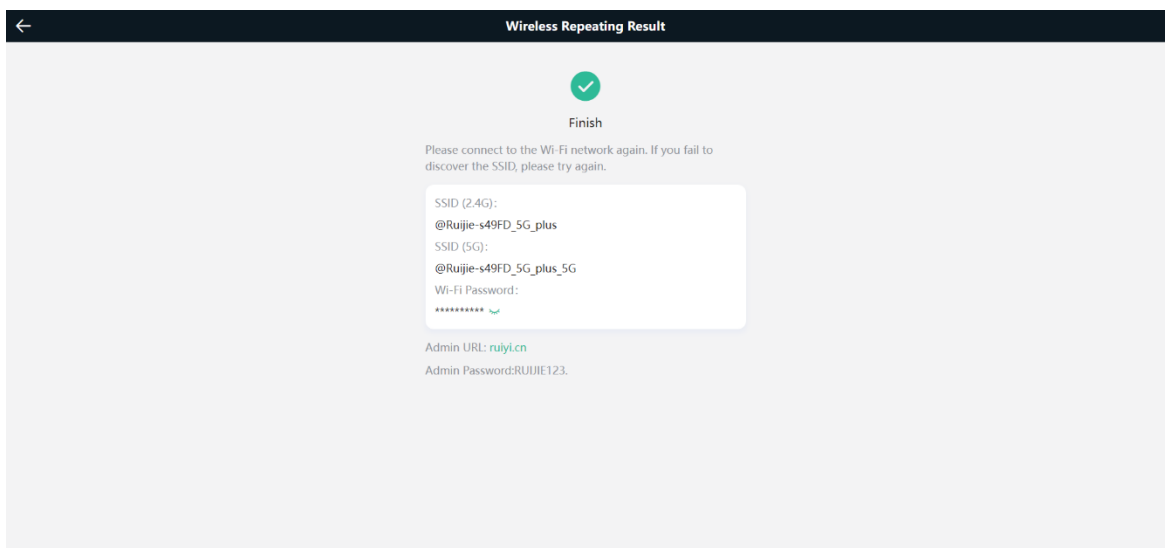 Wireless Repeating Result
Finish
Please connect to the Wi-Fi network again. If you fail to
discover the SSID, please try again.
SSID (2.4G):
@Ruijie-s49FD_5G_plus
SSID (5G):
@Ruijie-s49FD_5G_plus_5G
Wi-Fi Password:
**********
Admin URL: ruiyi.cn
Admin Password:RUIJIE123.